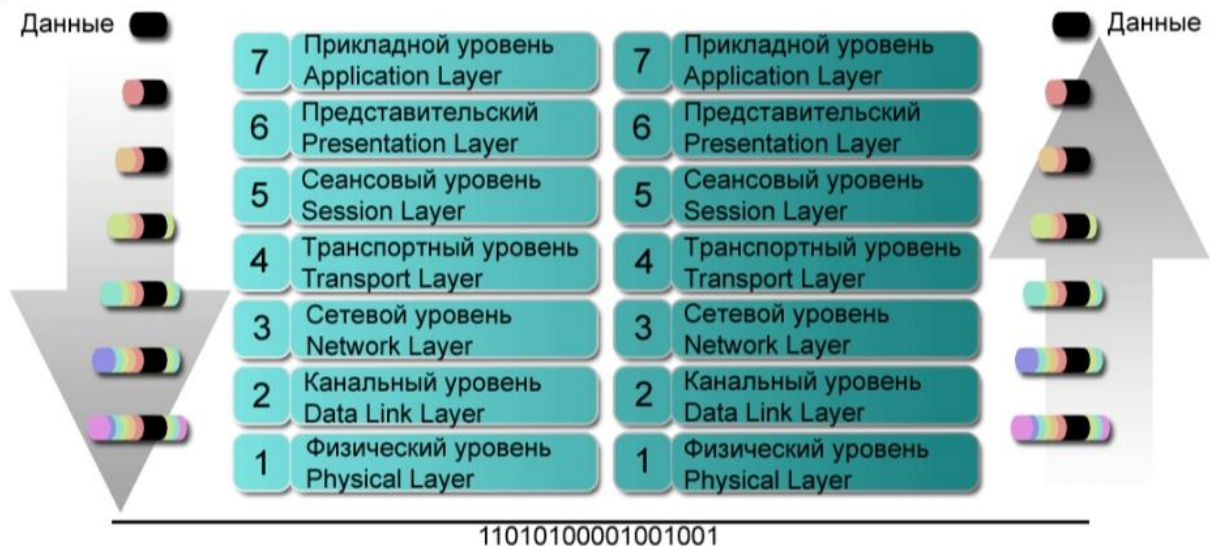 Данные
Данные
7
Прикладной уровень
Application Layer
7
Прикладной уровень
Application Layer
6
Представительский
Presentation Layer
6
Представительский
Presentation Layer
5
Сеансовый уровень
Session Layer
5
Сеансовый уровень
Session Layer
4
Транспортный уровень
Transport Layer
4
Транспортный уровень
Transport Layer
3
Сетевой уровень
Network Layer
3
Сетевой уровень
Network Layer
2
Канальный уровень
Data Link Layer
2
Канальный уровень
Data Link Layer
1
Физический уровень
Physical Layer
1
Физический уровень
Physical Layer
11010100001001001